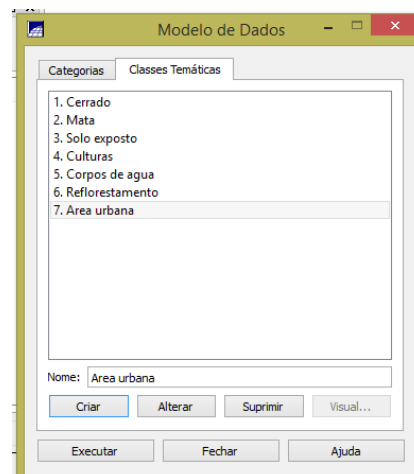 Modelo de Dados
Categorias Classes Temáticas
1. Cerrado
2. Mata
3. Solo exposto
4. Culturas
5. Corpos de agua
6. Reflorestamento
7. Area urbana
Nome: Area urbana
Criar Alterar Suprimir Visual...
Executar Fechar Ajuda